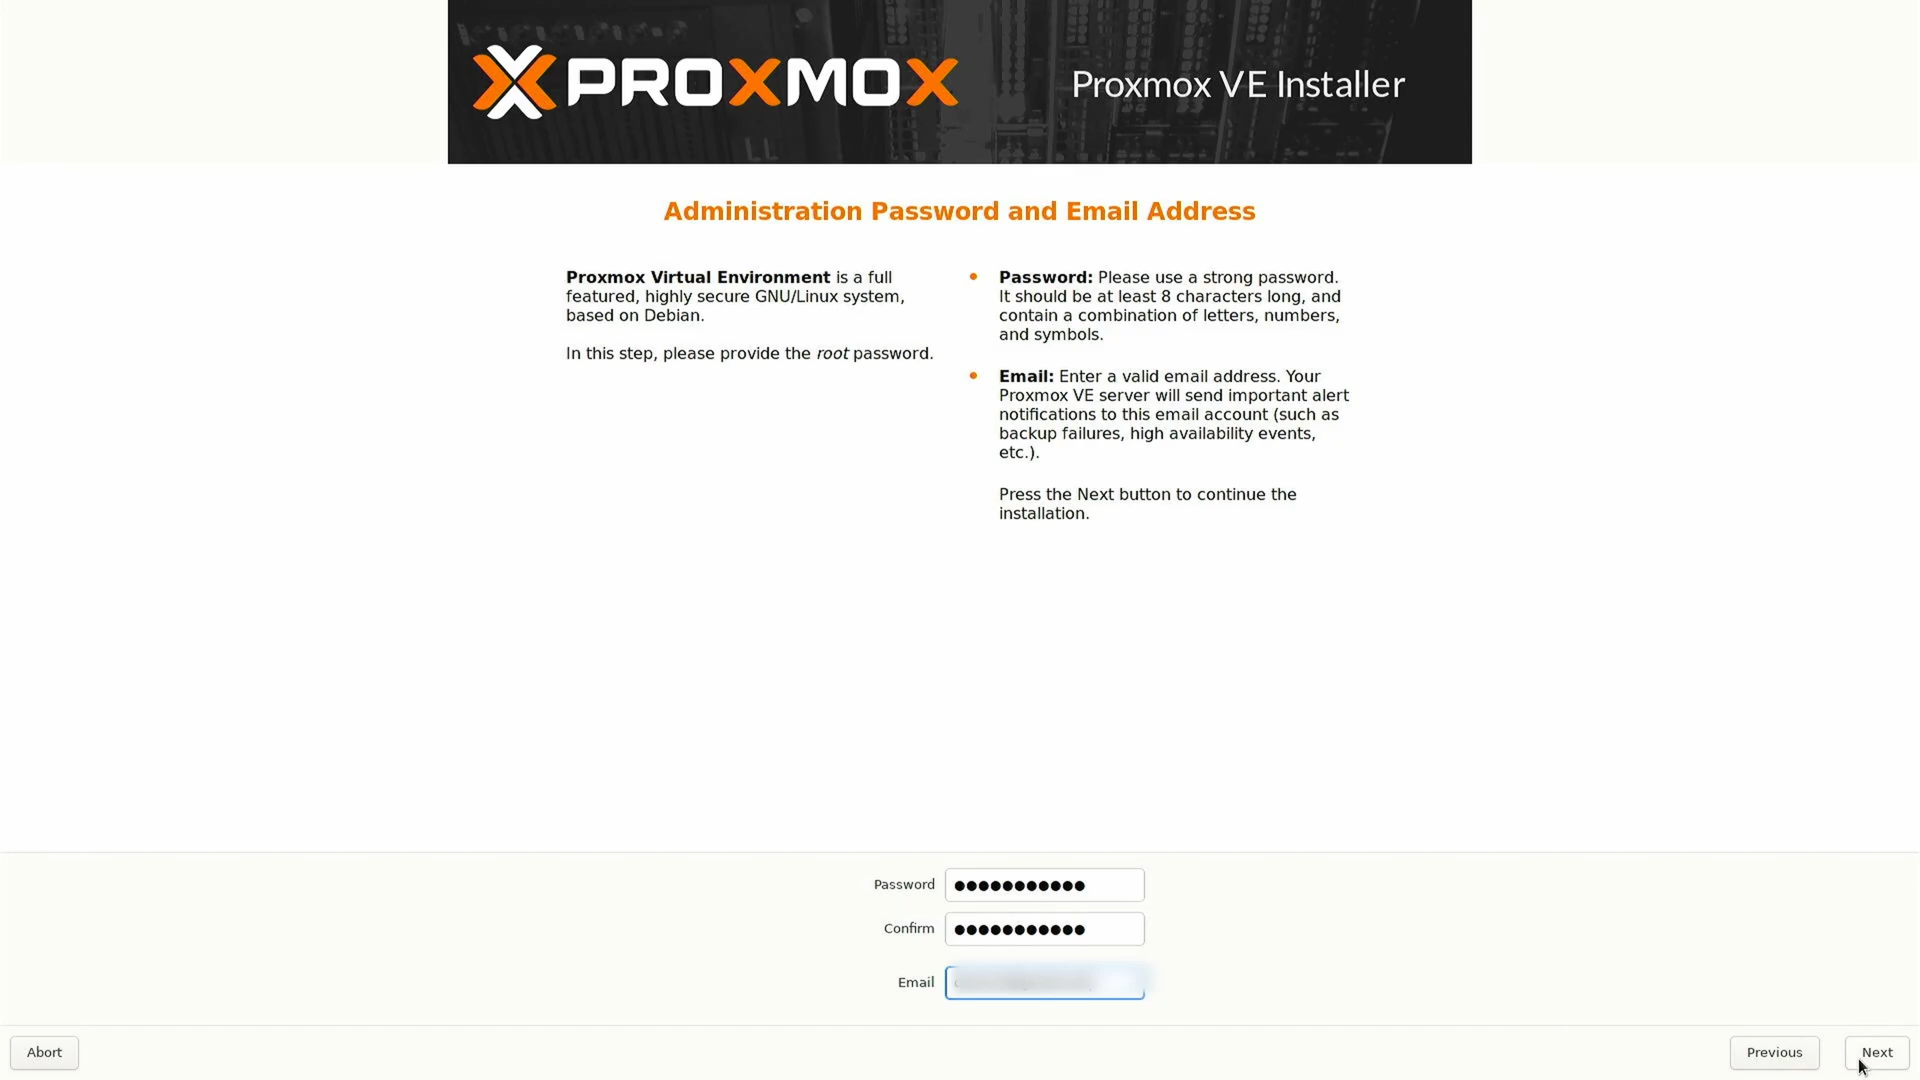 PROXMOX
Proxmox VE Installer
Administration Password and Email Address
Proxmox Virtual Environment is a full
featured, highly secure GNU/Linux system,
based on Debian.
In this step, please provide the root password.
Password: Please use a strong password.
It should be at least 8 characters long, and
contain a combination of letters, numbers,
and symbols.
Email: Enter a valid email address. Your
Proxmox VE server will send important alert
notifications to this email account (such as
backup failures, high availability events,
etc.).
Press the Next button to continue the
installation.
Password ●●●●●●●●●●●
Confirm ●●●●●●●●●●●
Email
Abort
Previous
Next